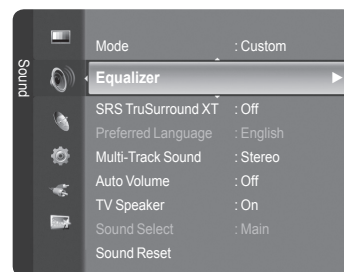 Sound
Mode : Custom
Equalizer
SRS TruSurround XT : Off
Preferred Language : English
Multi-Track Sound : Stereo
Auto Volume : Off
TV Speaker : On
Sound Select : Main
Sound Reset